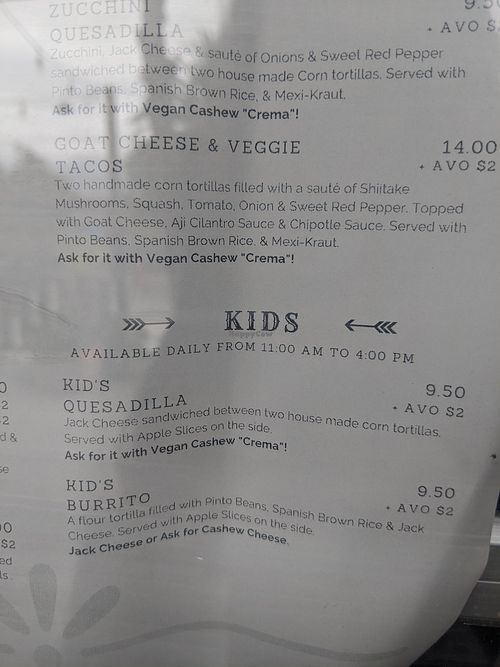 ZUCCHINI
QUESADILLA
+ AVO $
Zucchini, Jack Cheese & sauté of Onions & Sweet Red Pepper
sandwiched between two house made Corn tortillas. Served with
Pinto Beans, Spanish Brown Rice, & Mexi-Kraut.
Ask for it with Vegan Cashew "Crema"!
GOAT CHEESE & VEGGIE 14.00
TACOS + AVO $2
Two handmade corn tortillas filled with a sauté of Shiitake
Mushrooms, Squash, Tomato, Onion & Sweet Red Pepper. Topped
with Goat Cheese, Aji Cilantro Sauce & Chipotle Sauce. Served with
Pinto Beans, Spanish Brown Rice, & Mexi-Kraut.
Ask for it with Vegan Cashew "Crema"!
KIDS
HappyCow
AVAILABLE DAILY FROM 11:00 AM TO 4:00 PM
KID'S 9.50
QUESADILLA + AVO $2
Jack Cheese sandwiched between two house made corn tortillas.
Served with Apple Slices on the side.
Ask for it with Vegan Cashew "Crema"!
KID'S 9.50
BURRITO + AVO $2
A flour tortilla filled with Pinto Beans, Spanish Brown Rice & Jack
Cheese. Served with Apple Slices on the side.
Jack Cheese or Ask for Cashew Cheese.